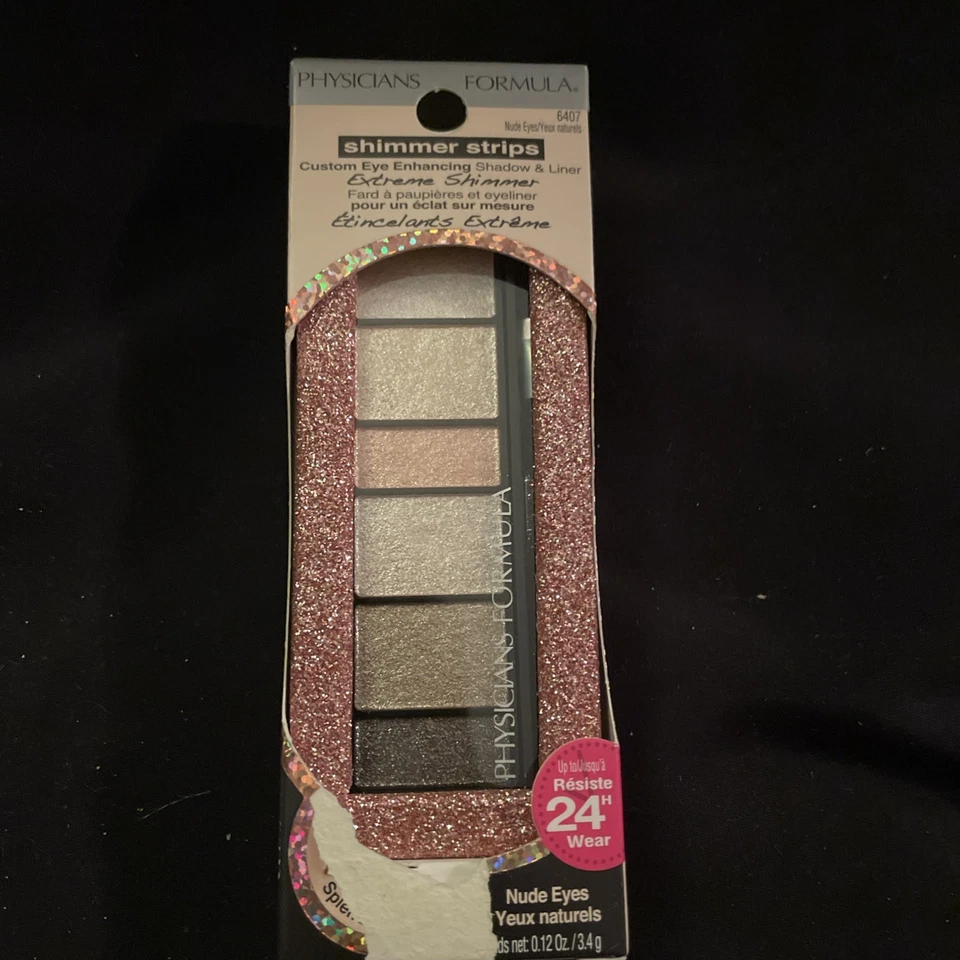 PHYSICIANS FORMULA®
6407
Nude Eyes/Yeux naturels
shimmer strips
Custom Eye Enhancing Shadow & Liner
Extreme Shimmer
Fard à paupières et eyeliner
pour un éclat sur mesure
Étincelants Extrême
PHYSICIANS FORMULA
Up to/Jusqu'à
Résiste
24H
Wear
Nude Eyes
Yeux naturels
net: 0.12 Oz. / 3.4 g